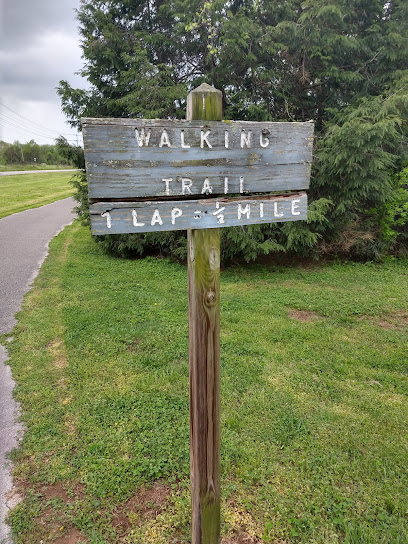 WALKING
TRAIL
1 LAP = ½ MILE